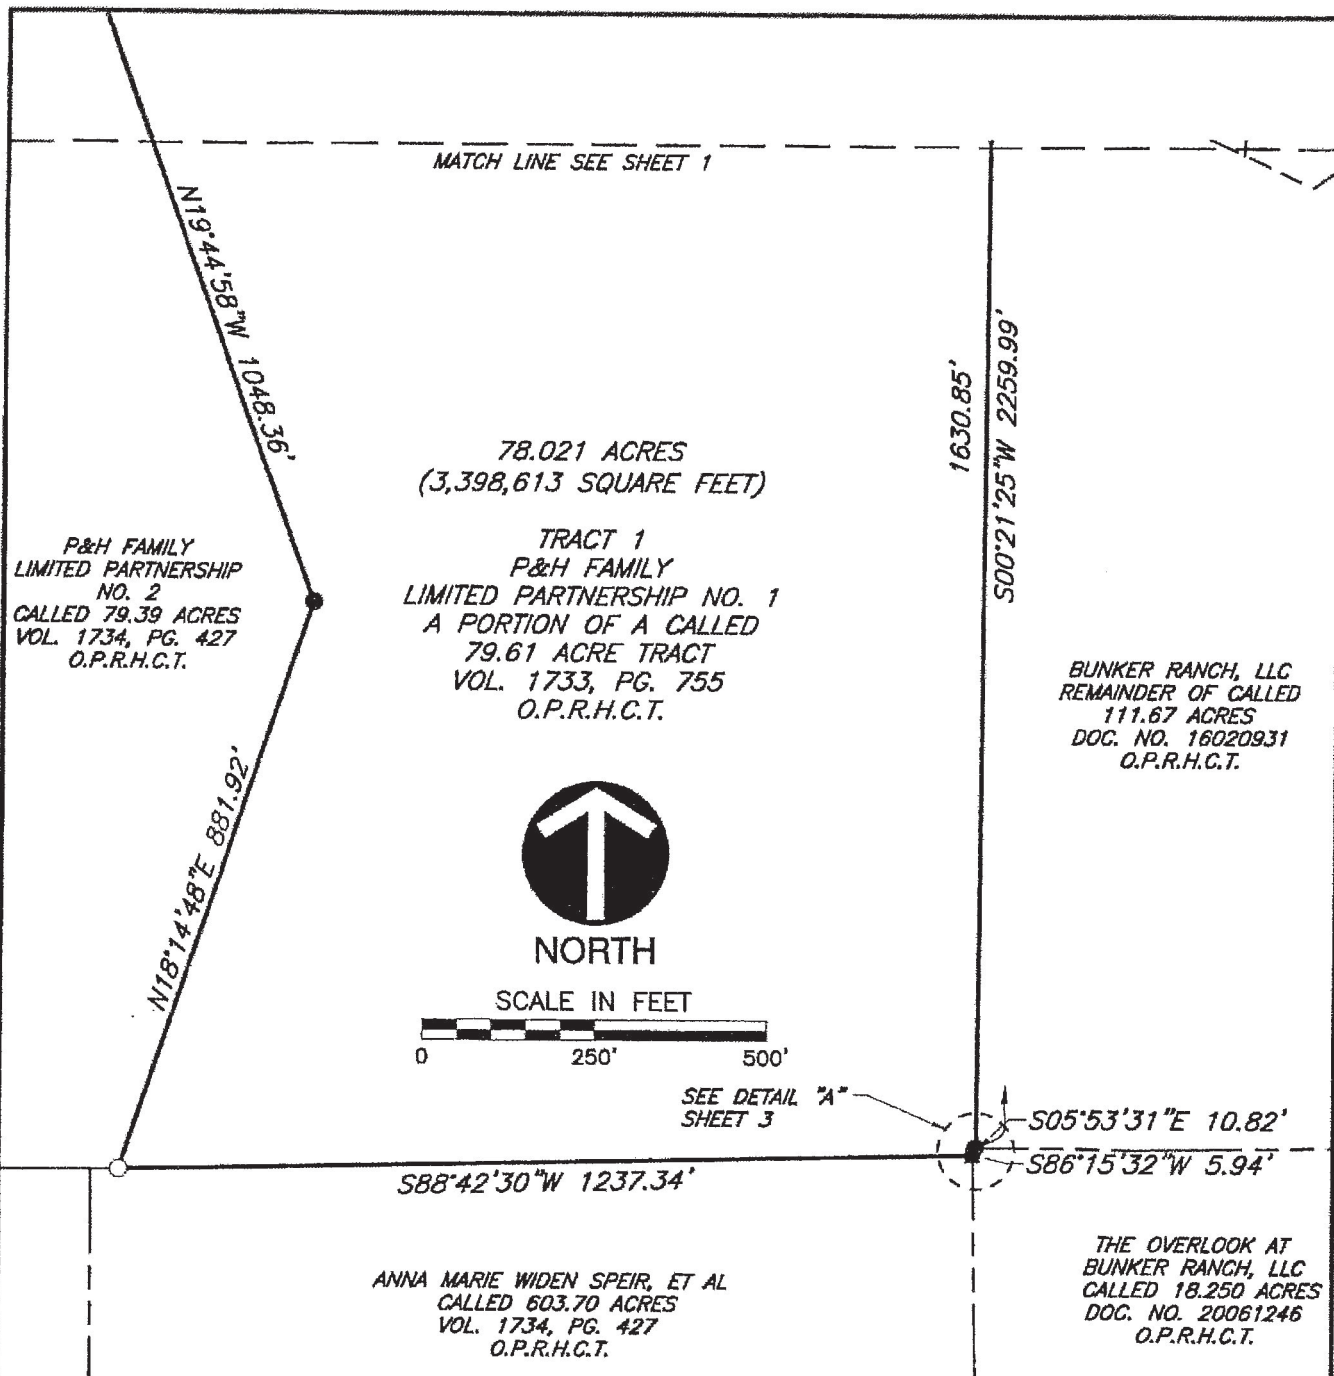 MATCH LINE SEE SHEET 1
N19°44'58"W 1048.36'
1630.85'
S00°21'25"W 2259.99'
78.021 ACRES
(3,398,613 SQUARE FEET)
TRACT 1
P&H FAMILY
LIMITED PARTNERSHIP NO. 1
A PORTION OF A CALLED
79.61 ACRE TRACT
VOL. 1733, PG. 755
O.P.R.H.C.T.
P&H FAMILY
LIMITED PARTNERSHIP
NO. 2
CALLED 79.39 ACRES
VOL. 1734, PG. 427
O.P.R.H.C.T.
BUNKER RANCH, LLC
REMAINDER OF CALLED
111.67 ACRES
DOC. NO. 16020931
O.P.R.H.C.T.
N18°14'48"E 881.92'
NORTH
SCALE IN FEET
0 250' 500'
SEE DETAIL "A"
SHEET 3
S05°53'31"E 10.82'
S86°15'32"W 5.94'
S88°42'30"W 1237.34'
ANNA MARIE WIDEN SPEIR, ET AL
CALLED 603.70 ACRES
VOL. 1734, PG. 427
O.P.R.H.C.T.
THE OVERLOOK AT
BUNKER RANCH, LLC
CALLED 18.250 ACRES
DOC. NO. 20061246
O.P.R.H.C.T.